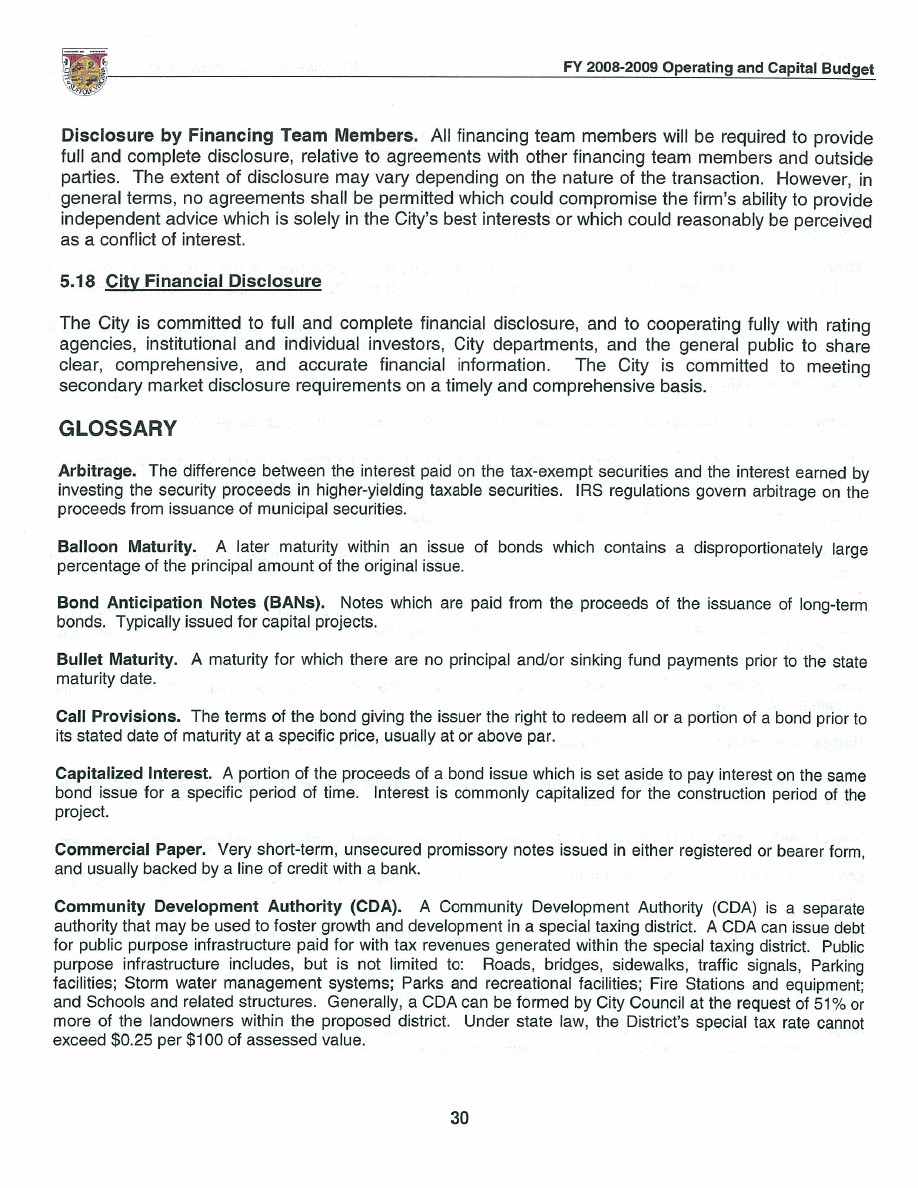 FY 2008-2009 Operating and Capital Budget
Disclosure by Financing Team Members. All financing team members will be required to provide
full and complete disclosure, relative to agreements with other financing team members and outside
parties. The extent of disclosure may vary depending on the nature of the transaction. However, in
general terms, no agreements shall be permitted which could compromise the firm's ability to provide
independent advice which is solely in the City's best interests or which could reasonably be perceived
as a conflict of interest.
5.18 City Financial Disclosure
The City is committed to full and complete financial disclosure, and to cooperating fully with rating
agencies, institutional and individual investors, City departments, and the general public to share
clear, comprehensive, and accurate financial information. The City is committed to meeting
secondary market disclosure requirements on a timely and comprehensive basis.
GLOSSARY
Arbitrage. The difference between the interest paid on the tax-exempt securities and the interest earned by
investing the security proceeds in higher-yielding taxable securities. IRS regulations govern arbitrage on the
proceeds from issuance of municipal securities.
Balloon Maturity. A later maturity within an issue of bonds which contains a disproportionately large
percentage of the principal amount of the original issue.
Bond Anticipation Notes (BANs). Notes which are paid from the proceeds of the issuance of long-term
bonds. Typically issued for capital projects.
Bullet Maturity. A maturity for which there are no principal and/or sinking fund payments prior to the state
maturity date.
Call Provisions. The terms of the bond giving the issuer the right to redeem all or a portion of a bond prior to
its stated date of maturity at a specific price, usually at or above par.
Capitalized Interest. A portion of the proceeds of a bond issue which is set aside to pay interest on the same
bond issue for a specific period of time. Interest is commonly capitalized for the construction period of the
project.
Commercial Paper. Very short-term, unsecured promissory notes issued in either registered or bearer form,
and usually backed by a line of credit with a bank.
Community Development Authority (CDA). A Community Development Authority (CDA) is a separate
authority that may be used to foster growth and development in a special taxing district. A CDA can issue debt
for public purpose infrastructure paid for with tax revenues generated within the special taxing district. Public
purpose infrastructure includes, but is not limited to: Roads, bridges, sidewalks, traffic signals, Parking
facilities; Storm water management systems; Parks and recreational facilities; Fire Stations and equipment;
and Schools and related structures. Generally, a CDA can be formed by City Council at the request of 51% or
more of the landowners within the proposed district. Under state law, the District's special tax rate cannot
exceed $0.25 per $100 of assessed value.
30